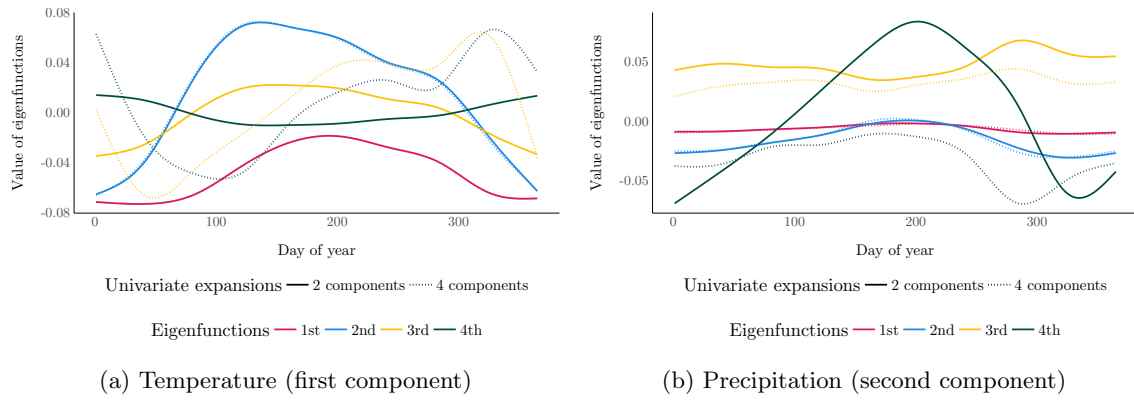 Value of eigenfunctions
0.08
0.04
0.00
-0.04
-0.08
0
100
200
300
Day of year
Univariate expansions 2 components 4 components
Eigenfunctions 1st 2nd 3rd 4th
(a) Temperature (first component)
Value of eigenfunctions
0.05
0.00
-0.05
0
100
200
300
Day of year
Univariate expansions 2 components 4 components
Eigenfunctions 1st 2nd 3rd 4th
(b) Precipitation (second component)